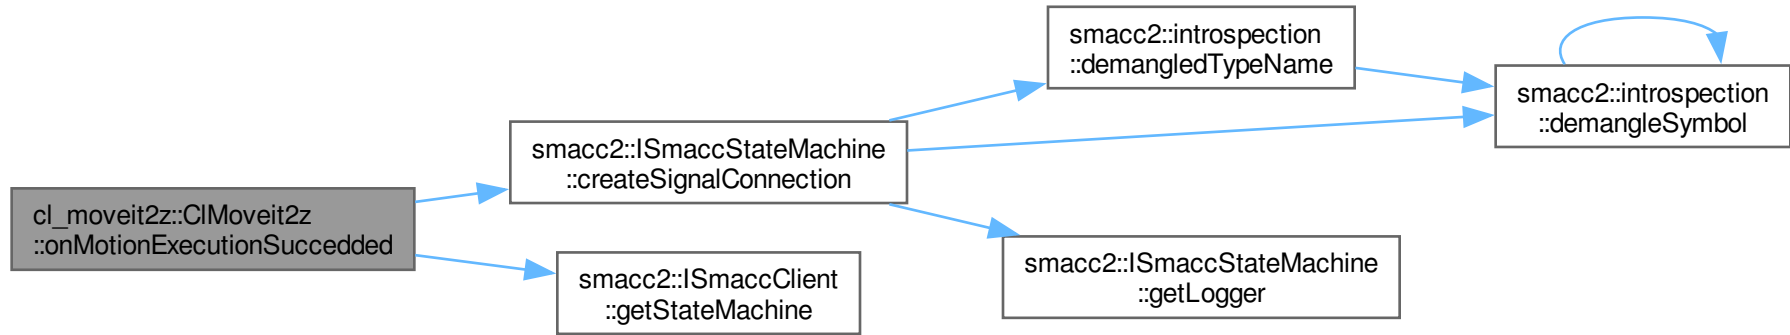 cl_moveit2z::ClMoveit2z
::onMotionExecutionSuccedded
smacc2::ISmaccStateMachine
::createSignalConnection
smacc2::ISmaccClient
::getStateMachine
smacc2::introspection
::demangledTypeName
smacc2::ISmaccStateMachine
::getLogger
smacc2::introspection
::demangleSymbol